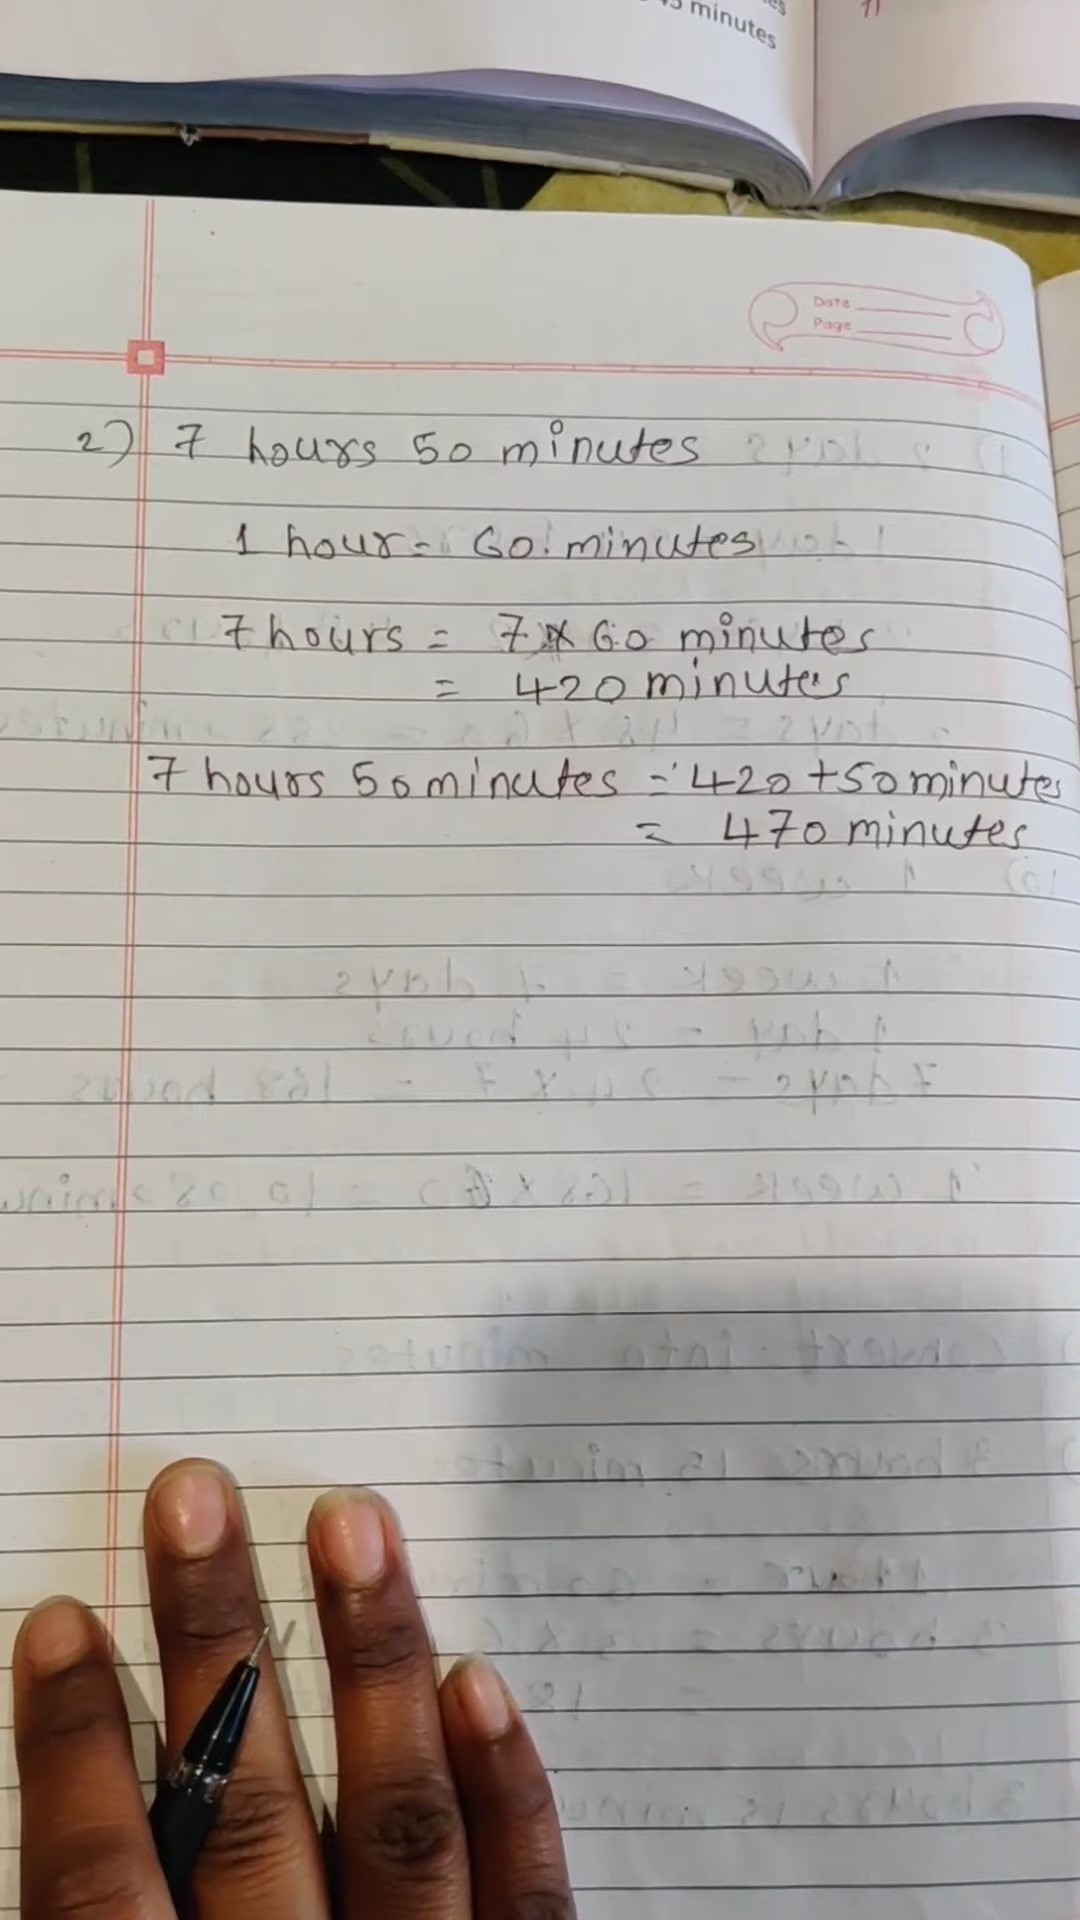 minutes
Date
Page
2) 7 hours 50 minutes
1 hour = 60 minutes
7 hours = 7 x 60 minutes
= 420 minutes
7 hours 50 minutes = 420 + 50 minutes
= 470 minutes